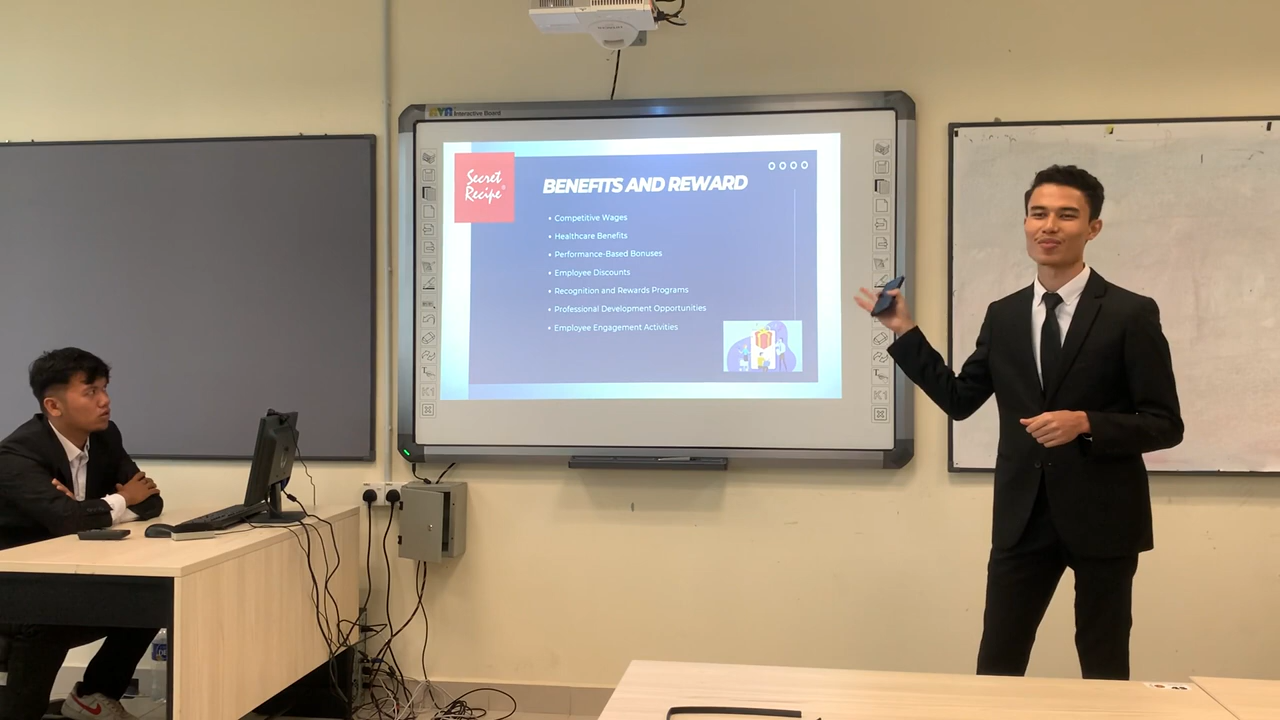 Interactive Board
Secret
Recipe
BENEFITS AND REWARD
• Competitive Wages
• Healthcare Benefits
• Performance-Based Bonuses
• Employee Discounts
• Recognition and Rewards Programs
• Professional Development Opportunities
• Employee Engagement Activities